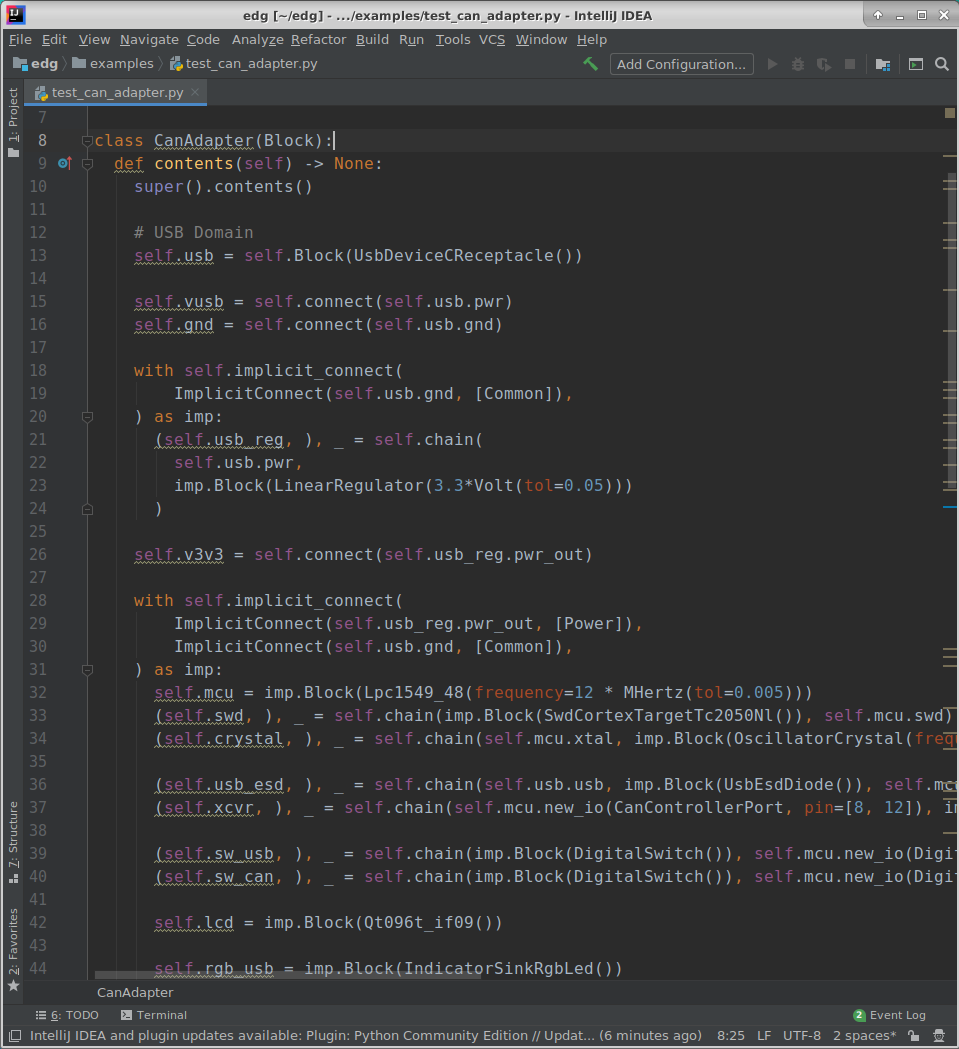 edg [~/edg] - .../examples/test_can_adapter.py - IntelliJ IDEA
File Edit View Navigate Code Analyze Refactor Build Run Tools VCS Window Help
edg examples test_can_adapter.py Add Configuration...
1: Project
test_can_adapter.py
7
8 class CanAdapter(Block):
9 def contents(self) -> None:
10 super().contents()
11
12 # USB Domain
13 self.usb = self.Block(UsbDeviceCReceptacle())
14
15 self.vusb = self.connect(self.usb.pwr)
16 self.gnd = self.connect(self.usb.gnd)
17
18 with self.implicit_connect(
19 ImplicitConnect(self.usb.gnd, [Common]),
20 ) as imp:
21 (self.usb_reg, ), _ = self.chain(
22 self.usb.pwr,
23 imp.Block(LinearRegulator(3.3*Volt(tol=0.05)))
24 )
25
26 self.v3v3 = self.connect(self.usb_reg.pwr_out)
27
28 with self.implicit_connect(
29 ImplicitConnect(self.usb_reg.pwr_out, [Power]),
30 ImplicitConnect(self.usb.gnd, [Common]),
31 ) as imp:
32 self.mcu = imp.Block(Lpc1549_48(frequency=12 * MHertz(tol=0.005)))
33 (self.swd, ), _ = self.chain(imp.Block(SwdCortexTargetTc2050Nl()), self.mcu.swd)
34 (self.crystal, ), _ = self.chain(self.mcu.xtal, imp.Block(OscillatorCrystal(frequ
35
36 (self.usb_esd, ), _ = self.chain(self.usb.usb, imp.Block(UsbEsdDiode()), self.mcu
37 (self.xcvr, ), _ = self.chain(self.mcu.new_io(CanControllerPort, pin=[8, 12]), im
38
39 (self.sw_usb, ), _ = self.chain(imp.Block(DigitalSwitch()), self.mcu.new_io(Digit
40 (self.sw_can, ), _ = self.chain(imp.Block(DigitalSwitch()), self.mcu.new_io(Digit
41
42 self.lcd = imp.Block(Qt096t_if09())
43
44 self.rgb_usb = imp.Block(IndicatorSinkRgbLed())
7: Structure
2: Favorites
CanAdapter
6: TODO Terminal 2 Event Log
IntelliJ IDEA and plugin updates available: Plugin: Python Community Edition // Updat... (6 minutes ago) 8:25 LF UTF-8 2 spaces*